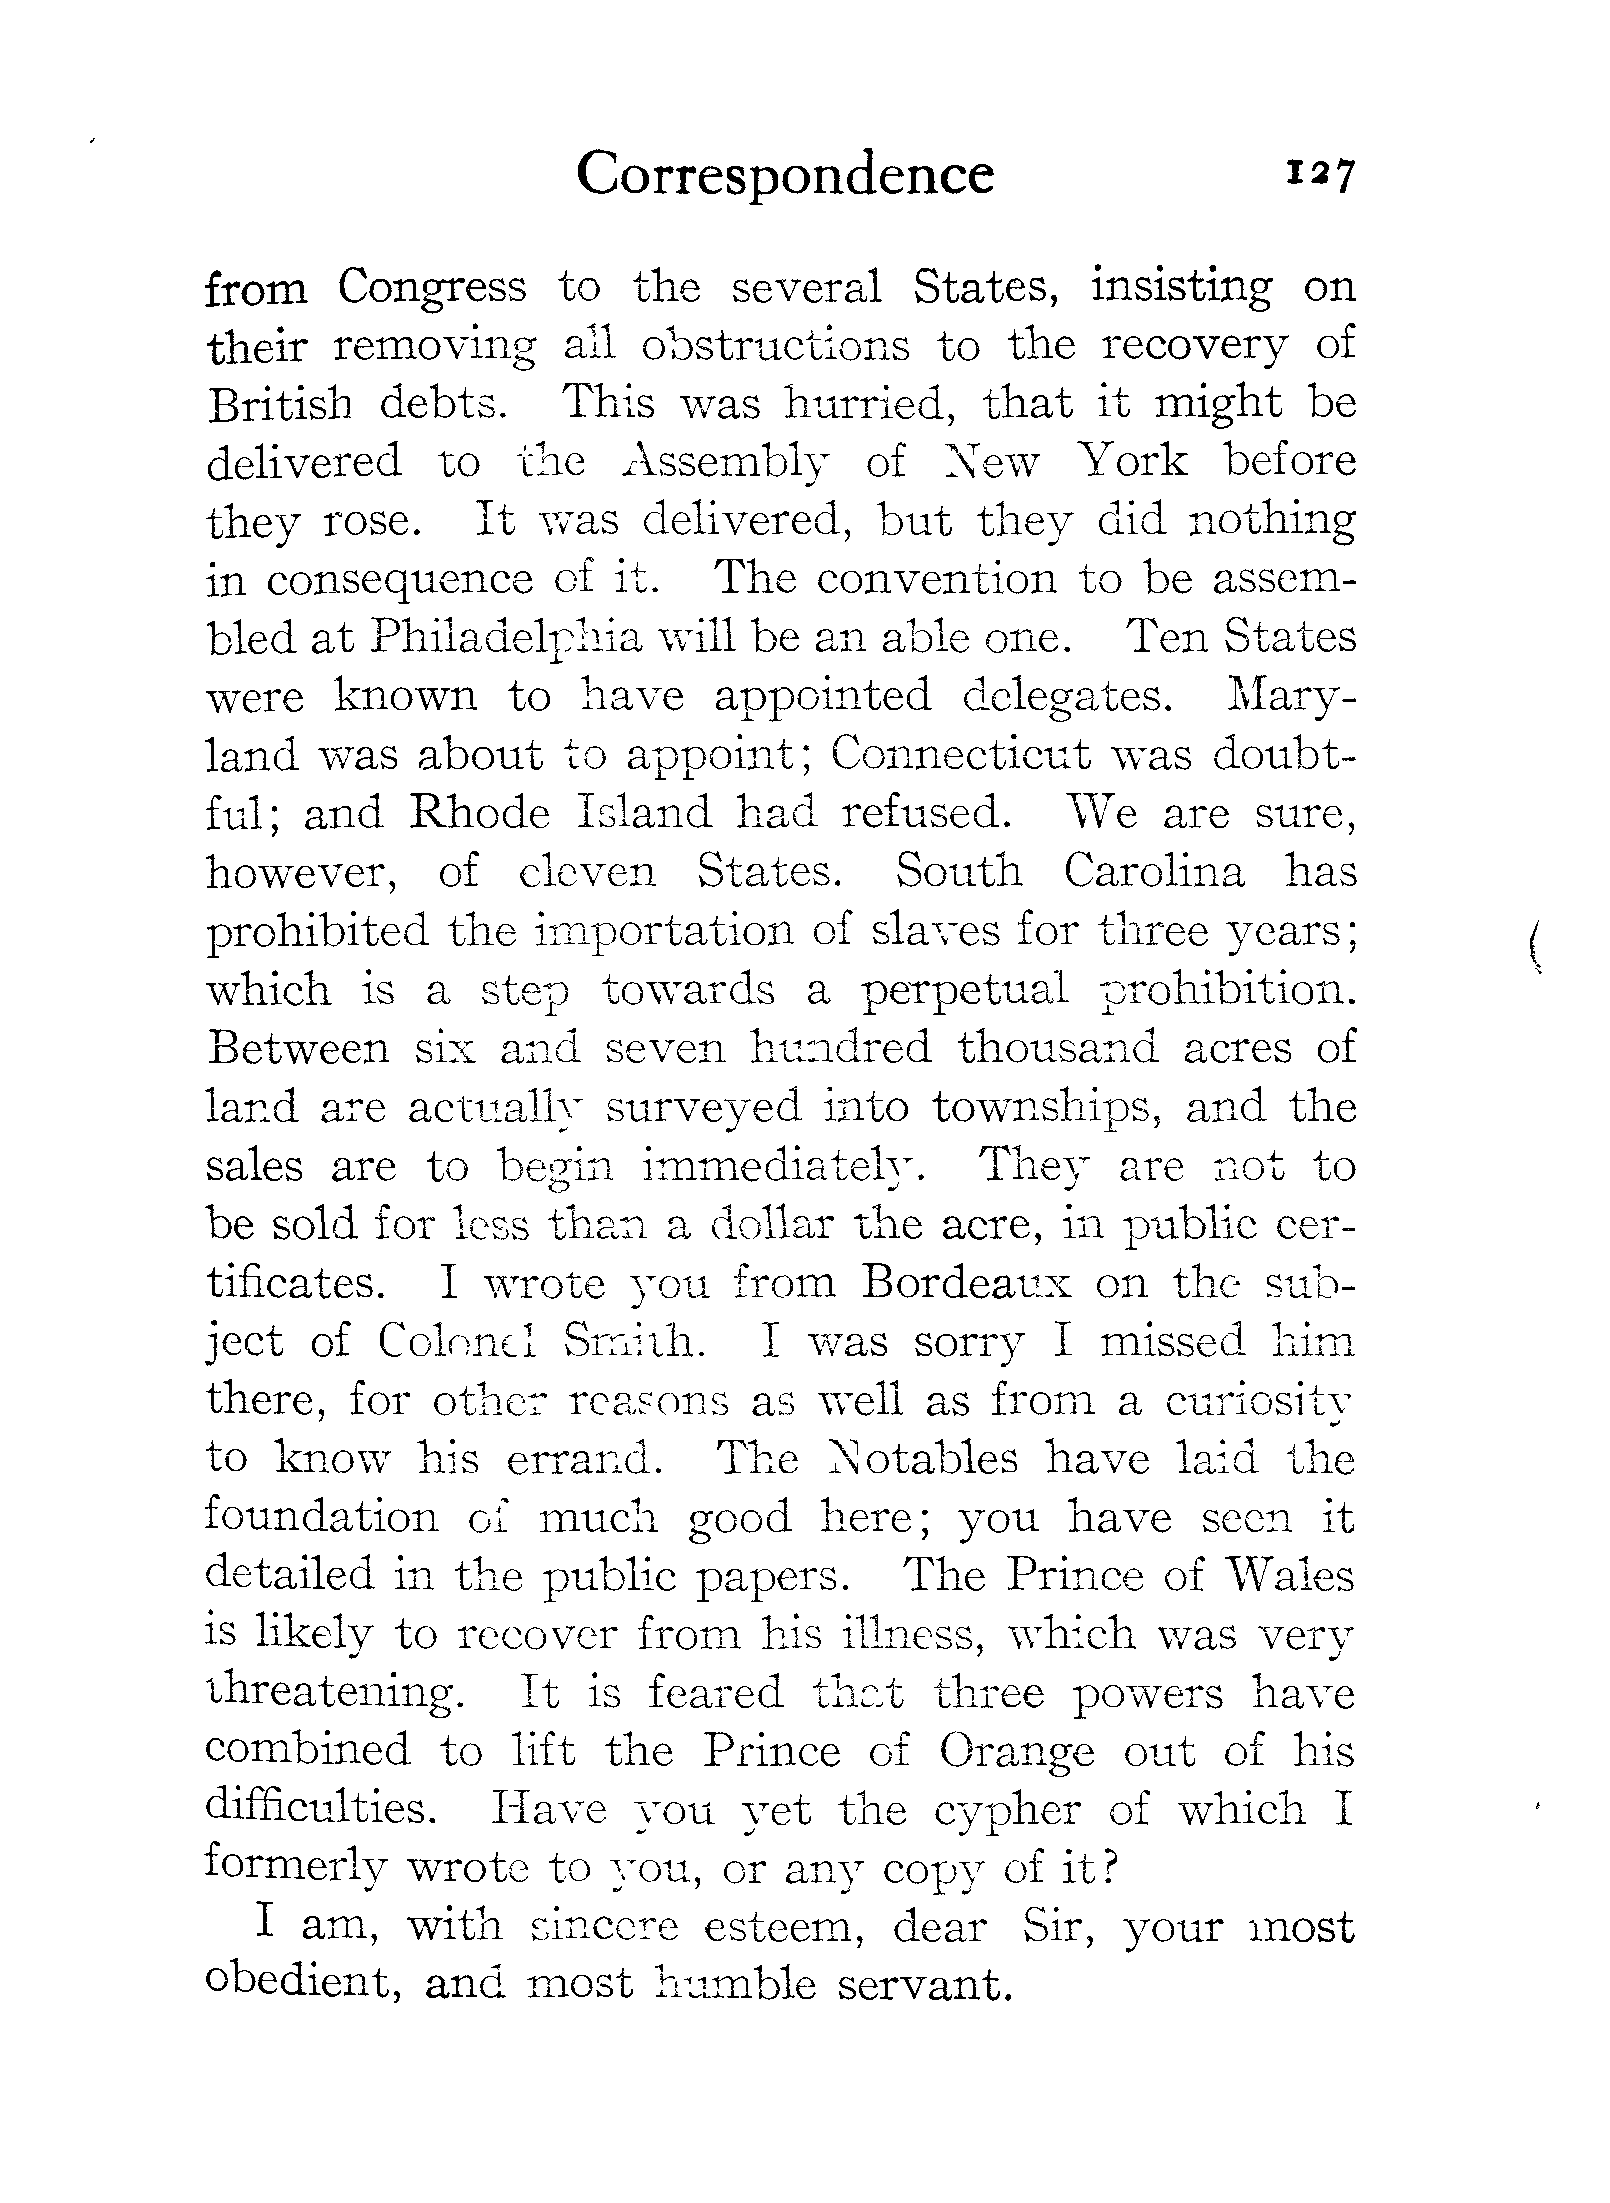 Correspondence 127
from Congress to the several States, insisting on
their removing all obstructions to the recovery of
British debts. This was hurried, that it might be
delivered to the Assembly of New York before
they rose. It was delivered, but they did nothing
in consequence of it. The convention to be assem-
bled at Philadelphia will be an able one. Ten States
were known to have appointed delegates. Mary-
land was about to appoint; Connecticut was doubt-
ful; and Rhode Island had refused. We are sure,
however, of eleven States. South Carolina has
prohibited the importation of slaves for three years;
which is a step towards a perpetual prohibition.
Between six and seven hundred thousand acres of
land are actually surveyed into townships, and the
sales are to begin immediately. They are not to
be sold for less than a dollar the acre, in public cer-
tificates. I wrote you from Bordeaux on the sub-
ject of Colonel Smith. I was sorry I missed him
there, for other reasons as well as from a curiosity
to know his errand. The Notables have laid the
foundation of much good here; you have seen it
detailed in the public papers. The Prince of Wales
is likely to recover from his illness, which was very
threatening. It is feared that three powers have
combined to lift the Prince of Orange out of his
difficulties. Have you yet the cypher of which I
formerly wrote to you, or any copy of it?
I am, with sincere esteem, dear Sir, your most
obedient, and most humble servant.